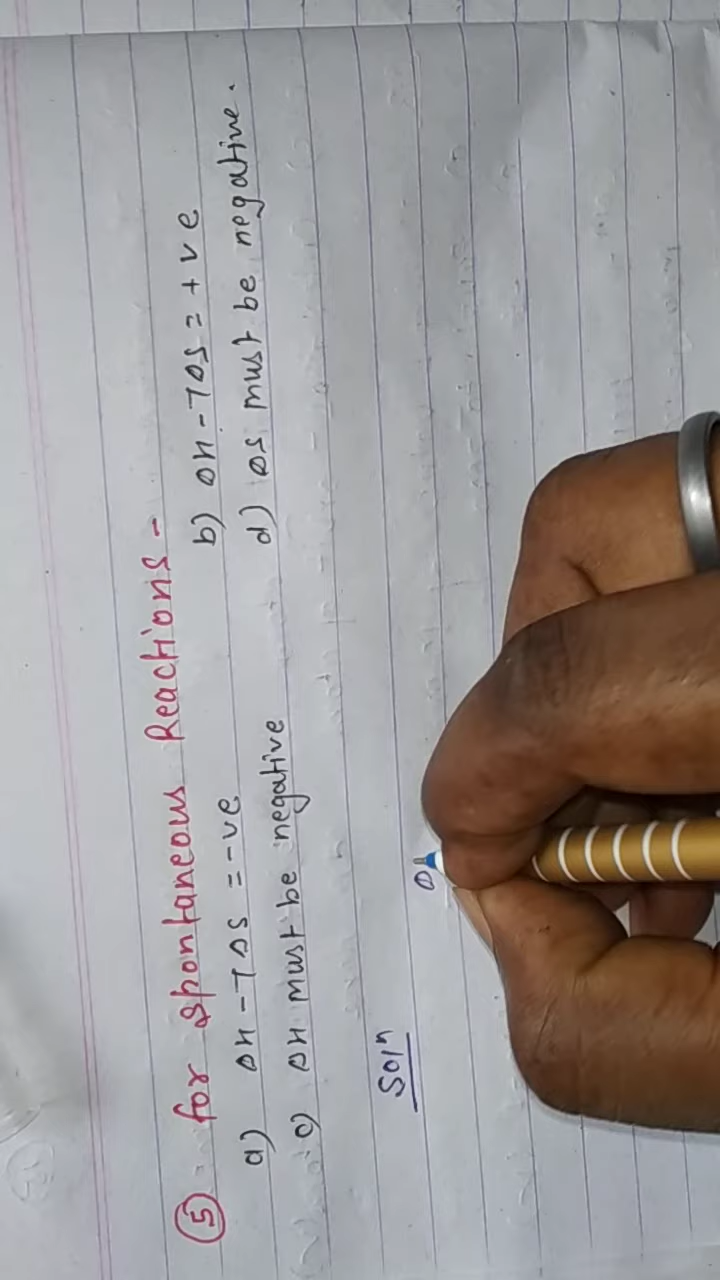 ⑤ for spontaneous Reactions -
a) ΔH - TΔS = -ve b) ΔH - TΔS = +ve
c) ΔH must be negative d) ΔS must be negative.
Soln
Δ